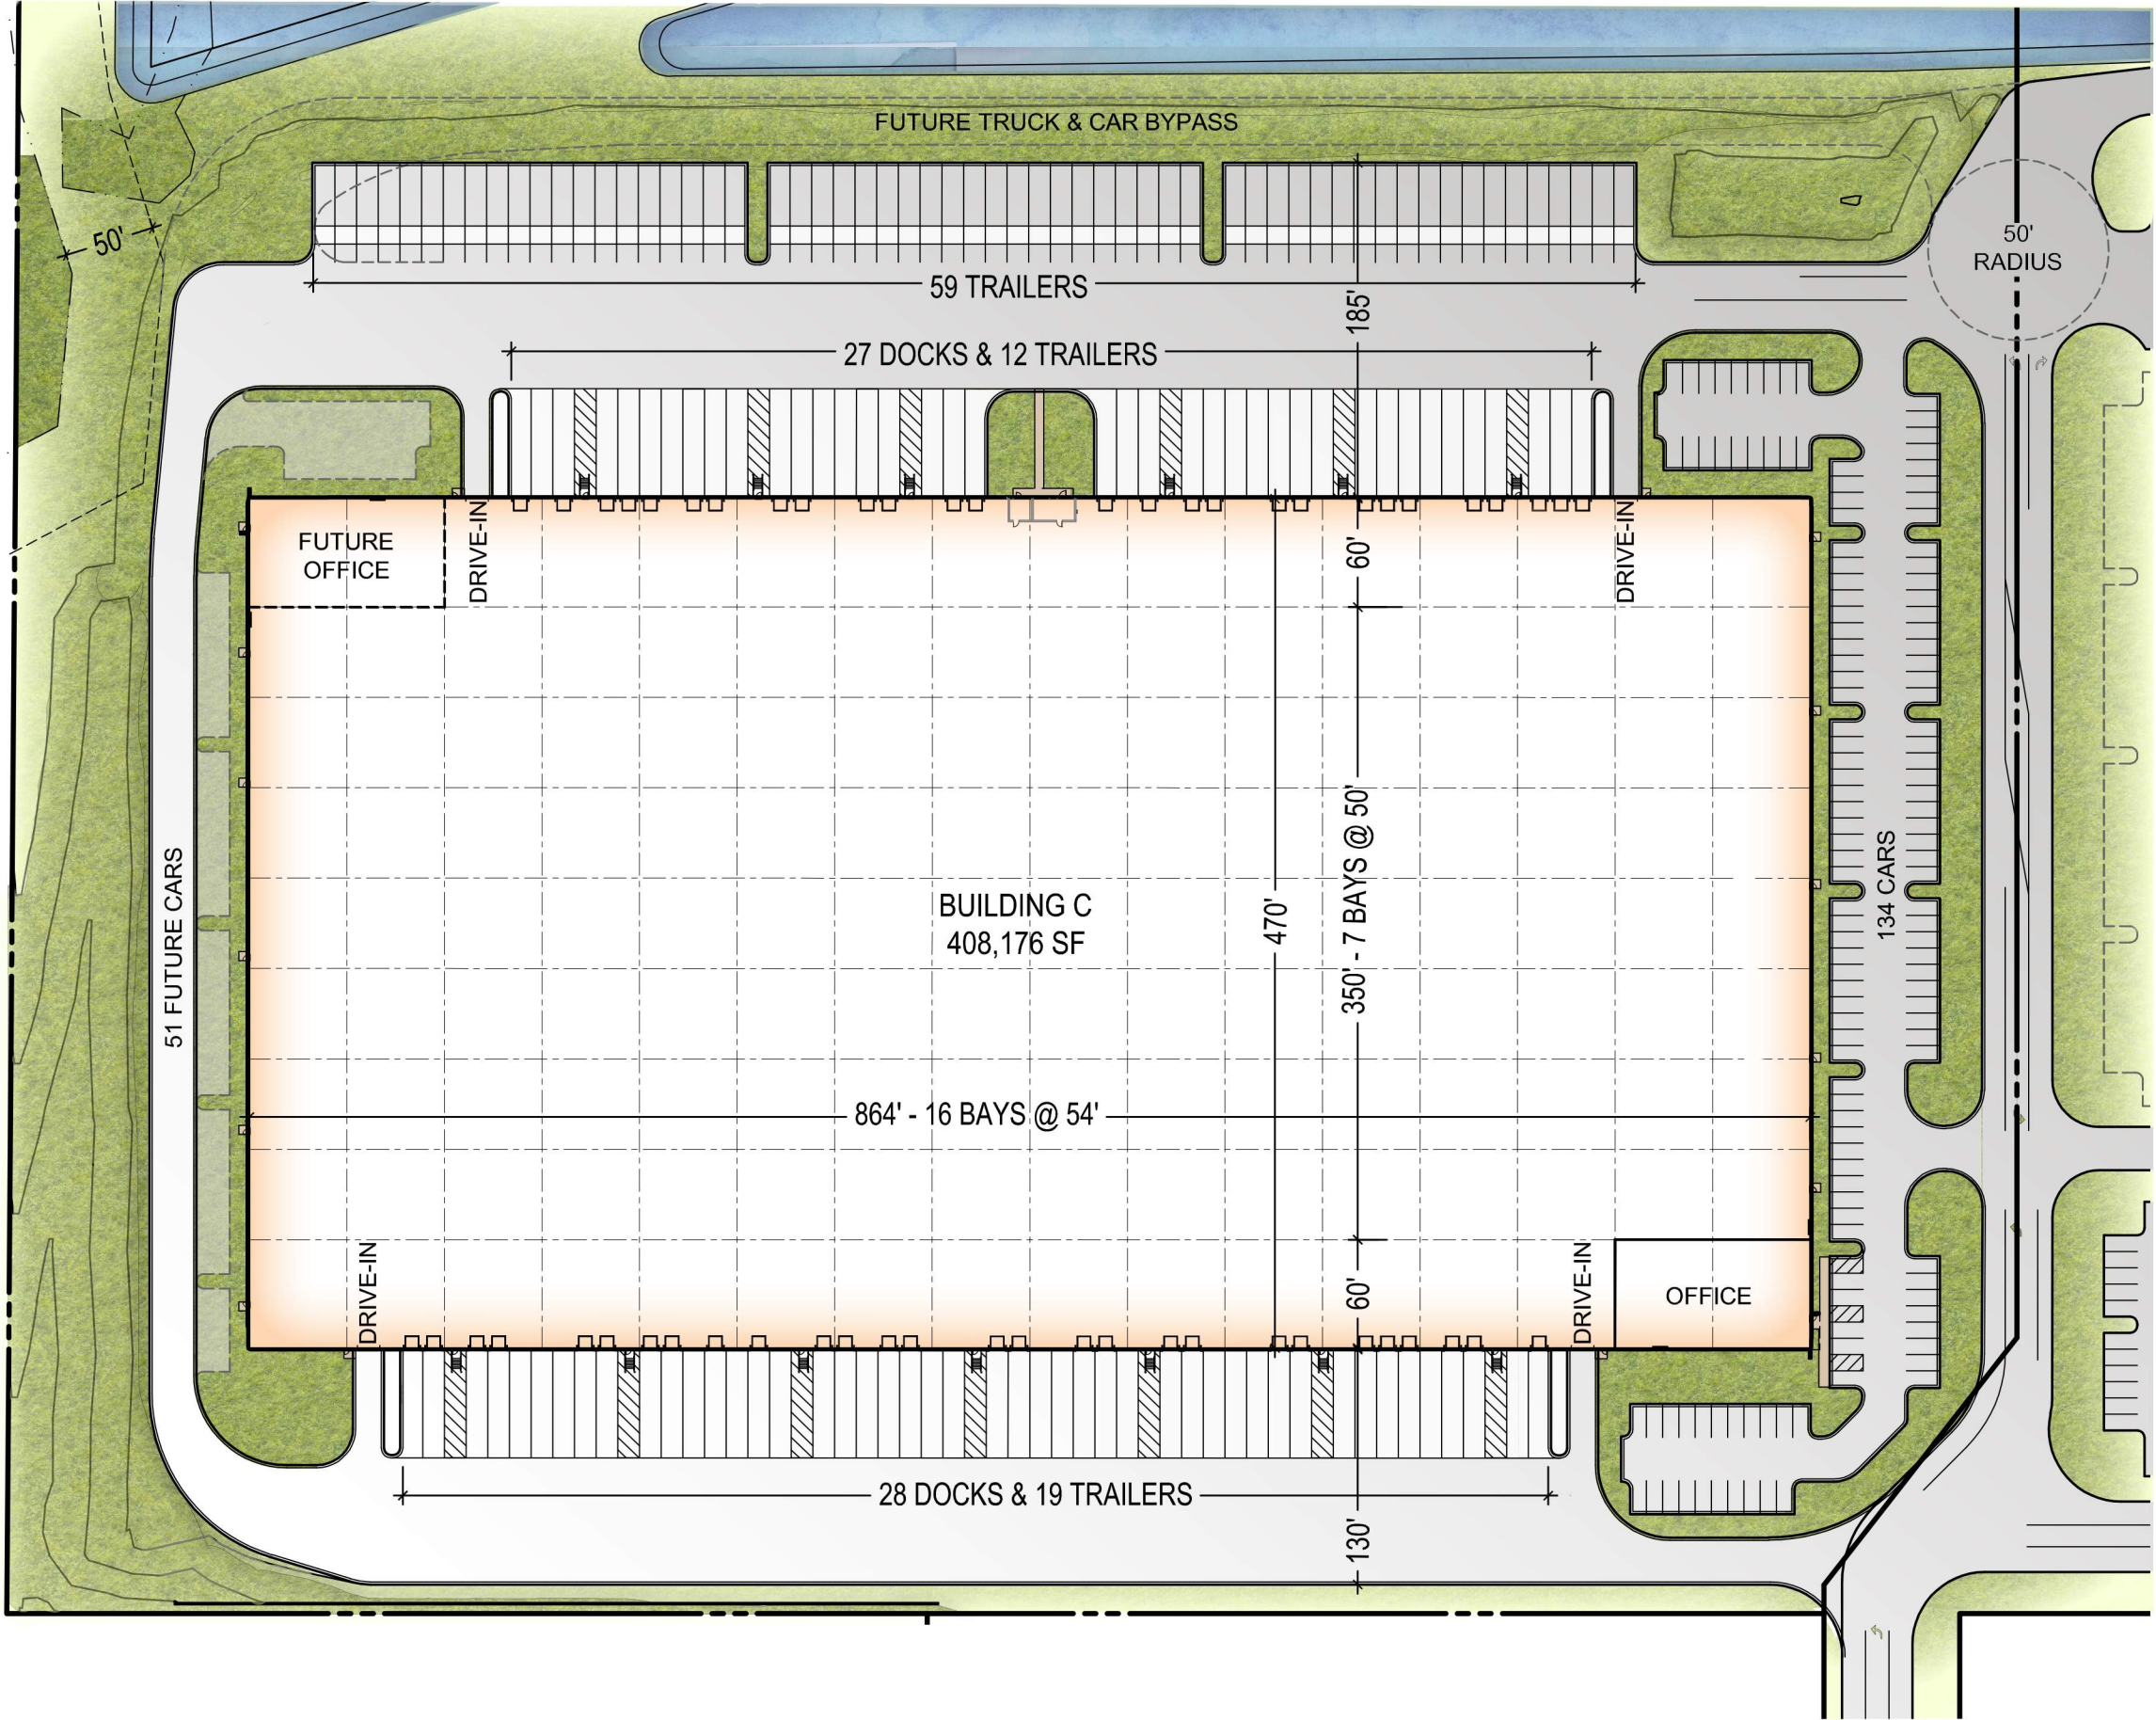 FUTURE TRUCK & CAR BYPASS
50'
50'
RADIUS
59 TRAILERS
185'
27 DOCKS & 12 TRAILERS
FUTURE
OFFICE
DRIVE-IN
60'
DRIVE-IN
51 FUTURE CARS
BUILDING C
408,176 SF
470'
350' - 7 BAYS @ 50'
134 CARS
864' - 16 BAYS @ 54'
DRIVE-IN
60'
DRIVE-IN
OFFICE
28 DOCKS & 19 TRAILERS
130'